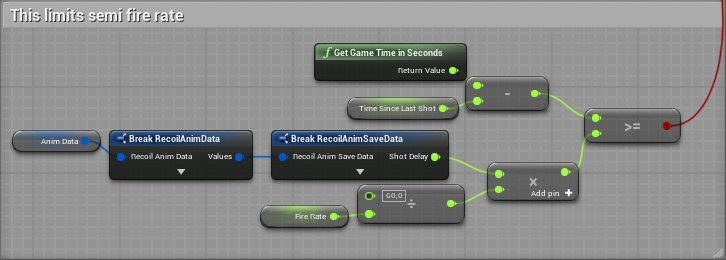 This limits semi fire rate
f Get Game Time in Seconds
Return Value
Time Since Last Shot
-
>=
Anim Data
Break RecoilAnimData
Recoil Anim Data Values
Break RecoilAnimSaveData
Recoil Anim Save Data Shot Delay
×
Add pin +
60,0
÷
Fire Rate